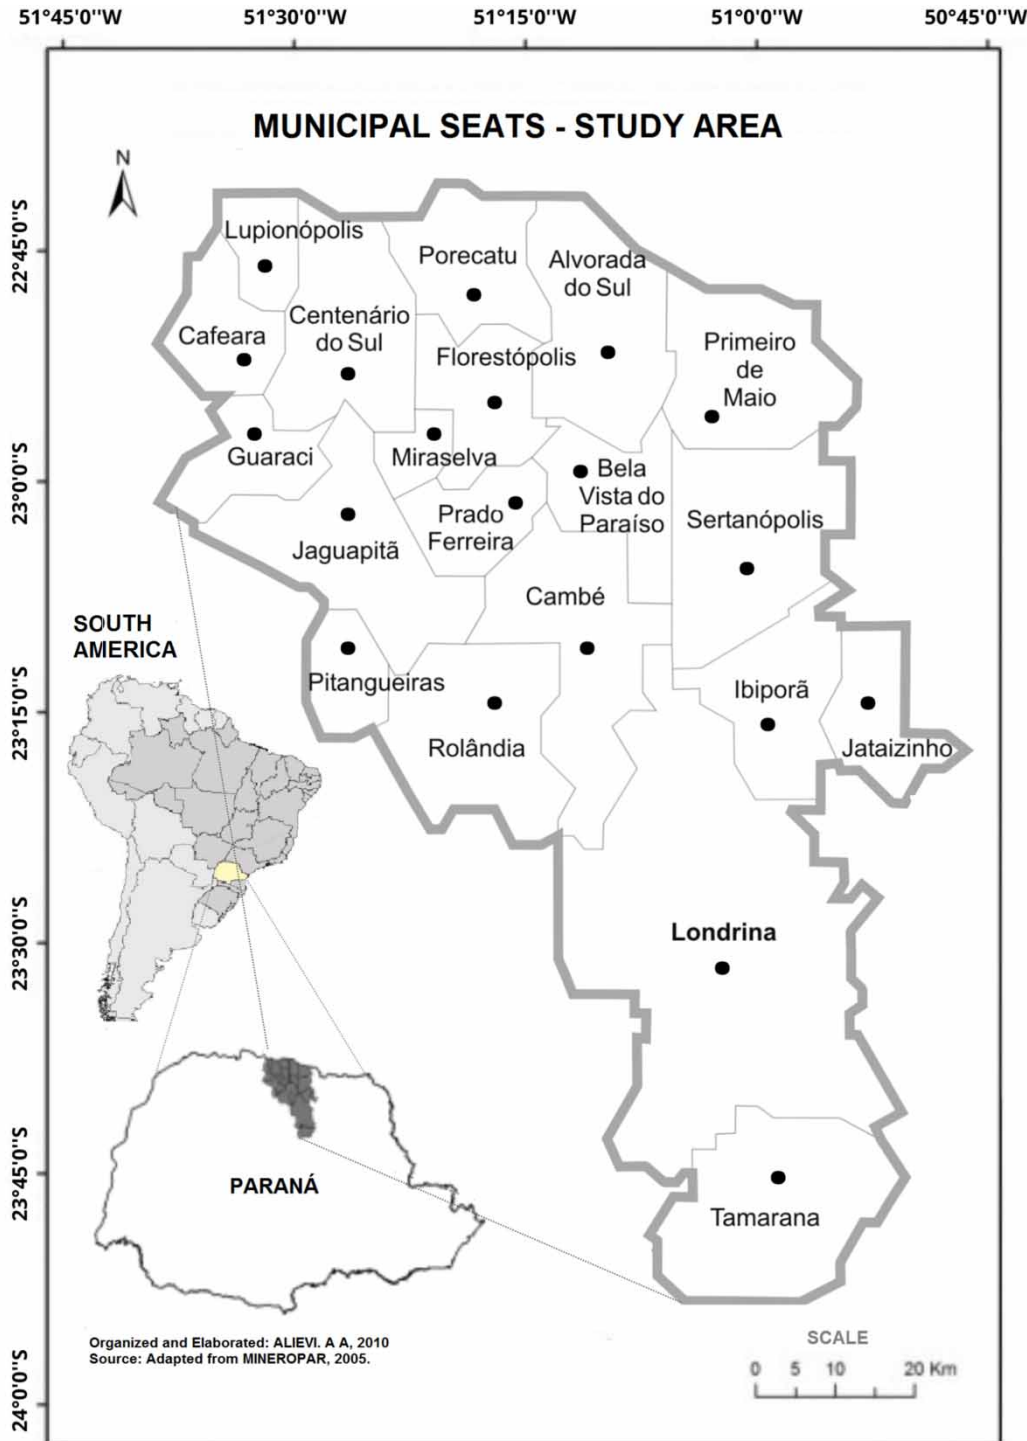 51°45'0"W
51°30'0"W
51°15'0"W
51°0'0"W
50°45'0"W
MUNICIPAL SEATS - STUDY AREA
N
22°45'0"S
23°0'0"S
23°15'0"S
23°30'0"S
23°45'0"S
24°0'0"S
Lupionópolis
Porecatu
Alvorada
do Sul
Cafeara
Centenário
do Sul
Florestópolis
Primeiro
de
Maio
Guaraci
Miraselva
Bela
Vista do
Paraíso
Prado
Ferreira
Sertanópolis
Jaguapitã
Cambé
Pitangueiras
Ibiporã
Rolândia
Jataizinho
Londrina
Tamarana
SOUTH
AMERICA
PARANÁ
Organized and Elaborated: ALIEVI. A A, 2010
Source: Adapted from MINEROPAR, 2005.
SCALE
0 5 10 20 Km